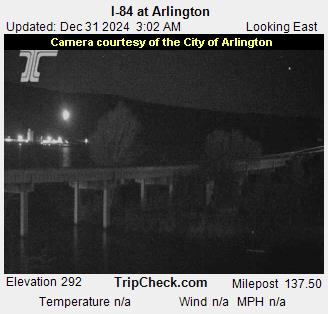 I-84 at Arlington
Updated: Dec 31 2024 3:02 AM Looking East
Camera courtesy of the City of Arlington
Elevation 292 TripCheck.com Milepost 137.50
Temperature n/a Wind n/a MPH n/a